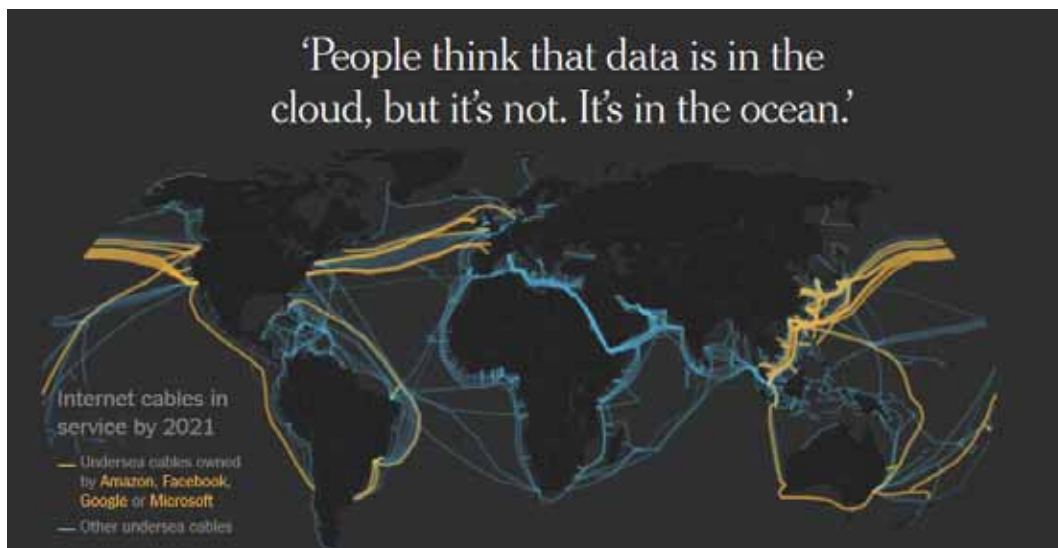 ‘People think that data is in the
cloud, but it’s not. It’s in the ocean.’
Internet cables in
service by 2021
Undersea cables owned
by Amazon, Facebook,
Google or Microsoft
Other undersea cables